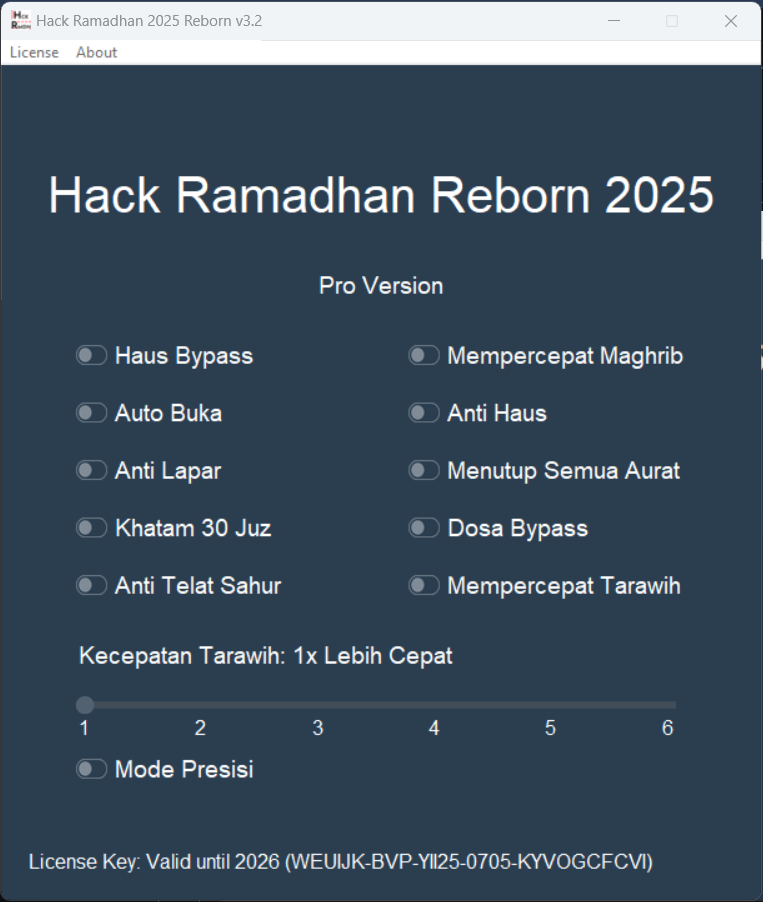 Hack Ramadhan 2025 Reborn v3.2
License About
Hack Ramadhan Reborn 2025
Pro Version
Haus Bypass
Mempercepat Maghrib
Auto Buka
Anti Haus
Anti Lapar
Menutup Semua Aurat
Khatam 30 Juz
Dosa Bypass
Anti Telat Sahur
Mempercepat Tarawih
Kecepatan Tarawih: 1x Lebih Cepat
1 2 3 4 5 6
Mode Presisi
License Key: Valid until 2026 (WEUIJK-BVP-YII25-0705-KYVOGCFCVI)